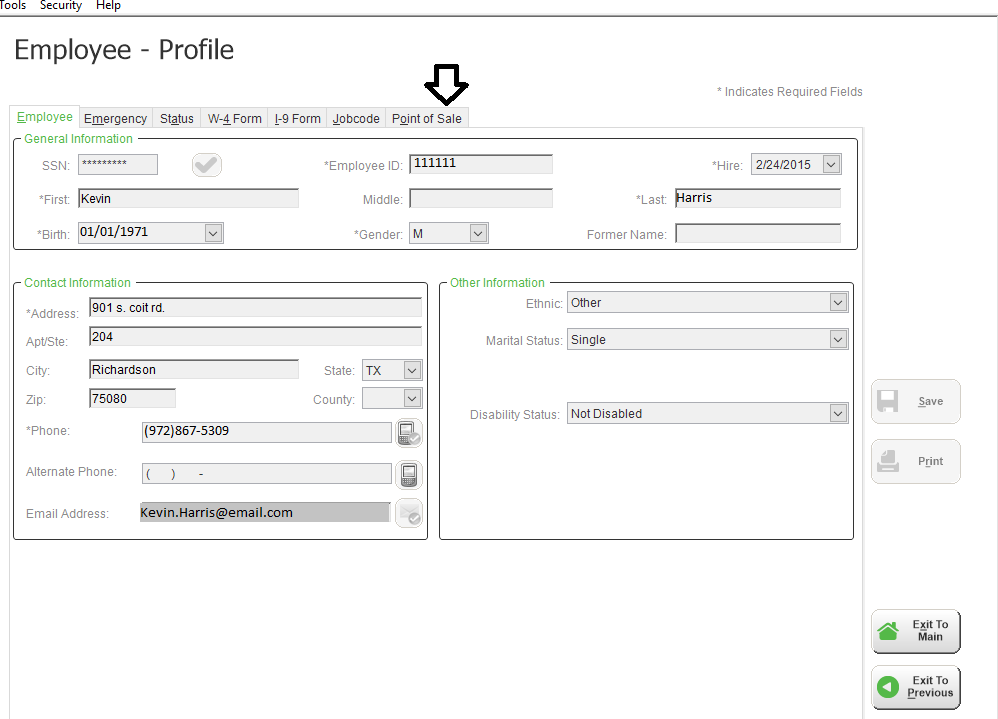 Tools Security Help
Employee - Profile
* Indicates Required Fields
Employee Emergency Status W-4 Form I-9 Form Jobcode Point of Sale
General Information
SSN: ********* *Employee ID: 111111 *Hire: 2/24/2015
*First: Kevin Middle: *Last: Harris
*Birth: 01/01/1971 *Gender: M Former Name:
Contact Information
*Address: 901 s. coit rd.
Apt/Ste: 204
City: Richardson State: TX
Zip: 75080 County:
*Phone: (972)867-5309
Alternate Phone: ( ) -
Email Address: Kevin.Harris@email.com
Other Information
Ethnic: Other
Marital Status: Single
Disability Status: Not Disabled
Save
Print
Exit To
Main
Exit To
Previous